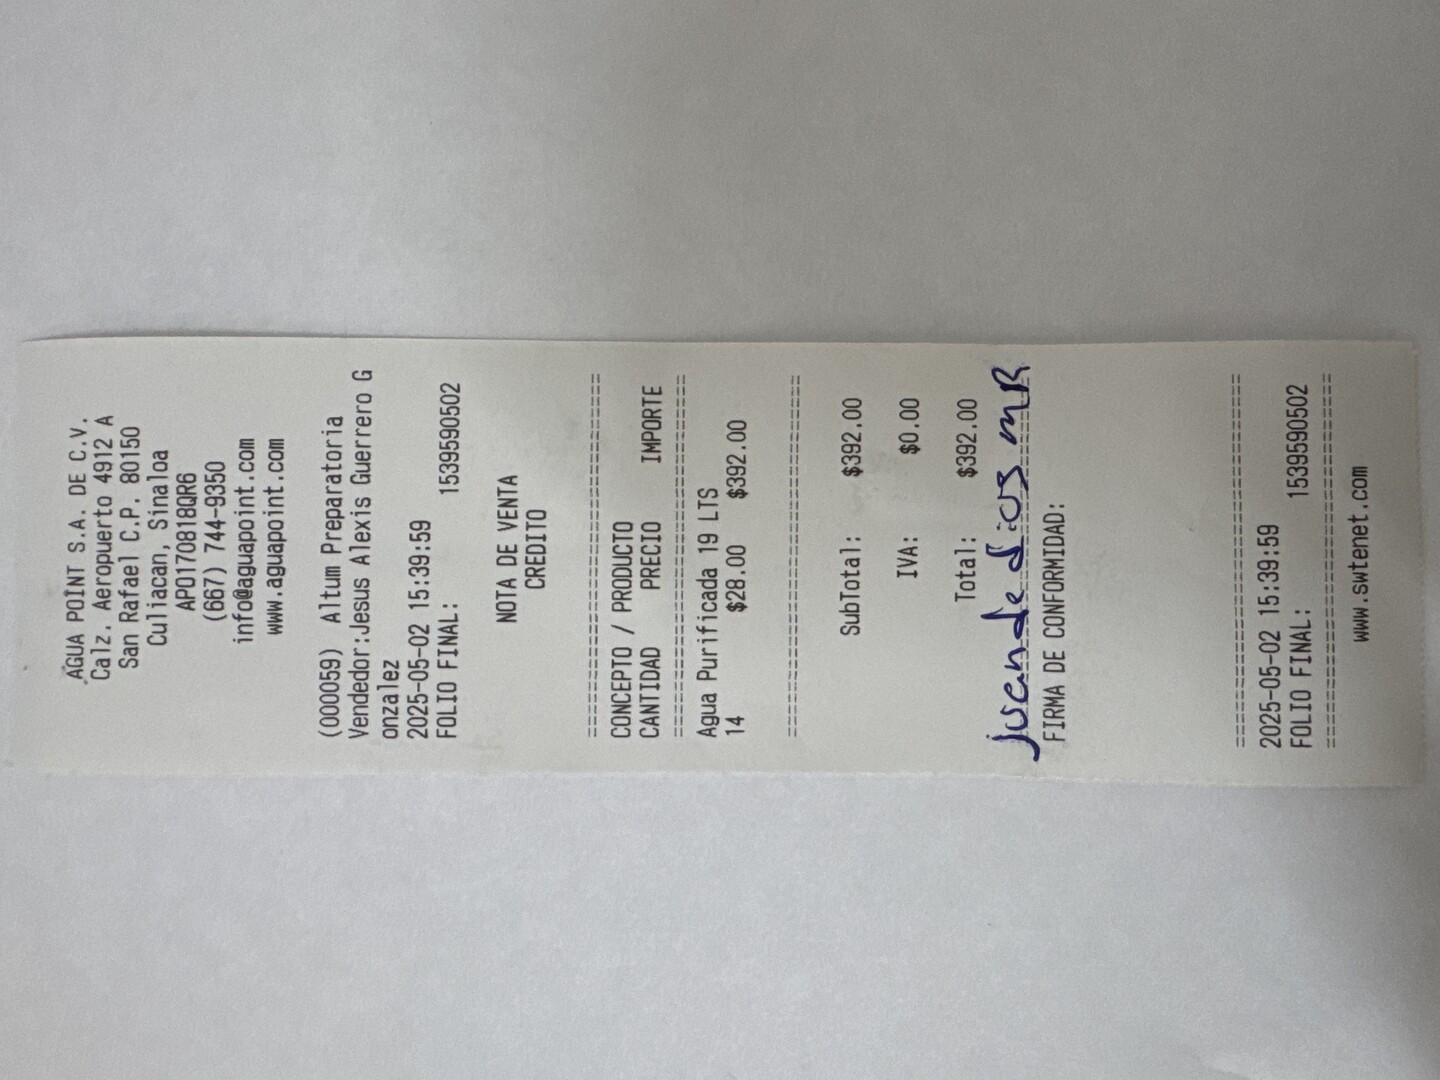 AGUA POINT S.A. DE C.V.
Calz. Aeropuerto 4912 A
San Rafael C.P. 80150
Culiacan, Sinaloa
APO170818QR6
(667) 744-9350
info@aguapoint.com
www.aguapoint.com
(000059) Altum Preparatoria
Vendedor:Jesus Alexis Guerrero G
onzalez
2025-05-02 15:39:59
FOLIO FINAL: 1539590502
NOTA DE VENTA
CREDITO
================================
CONCEPTO / PRODUCTO
CANTIDAD PRECIO IMPORTE
================================
Agua Purificada 19 LTS
14 $28.00 $392.00
================================
SubTotal: $392.00
IVA: $0.00
Total: $392.00
juan de dios MR
FIRMA DE CONFORMIDAD:
================================
2025-05-02 15:39:59
FOLIO FINAL: 1539590502
================================
www.swtenet.com